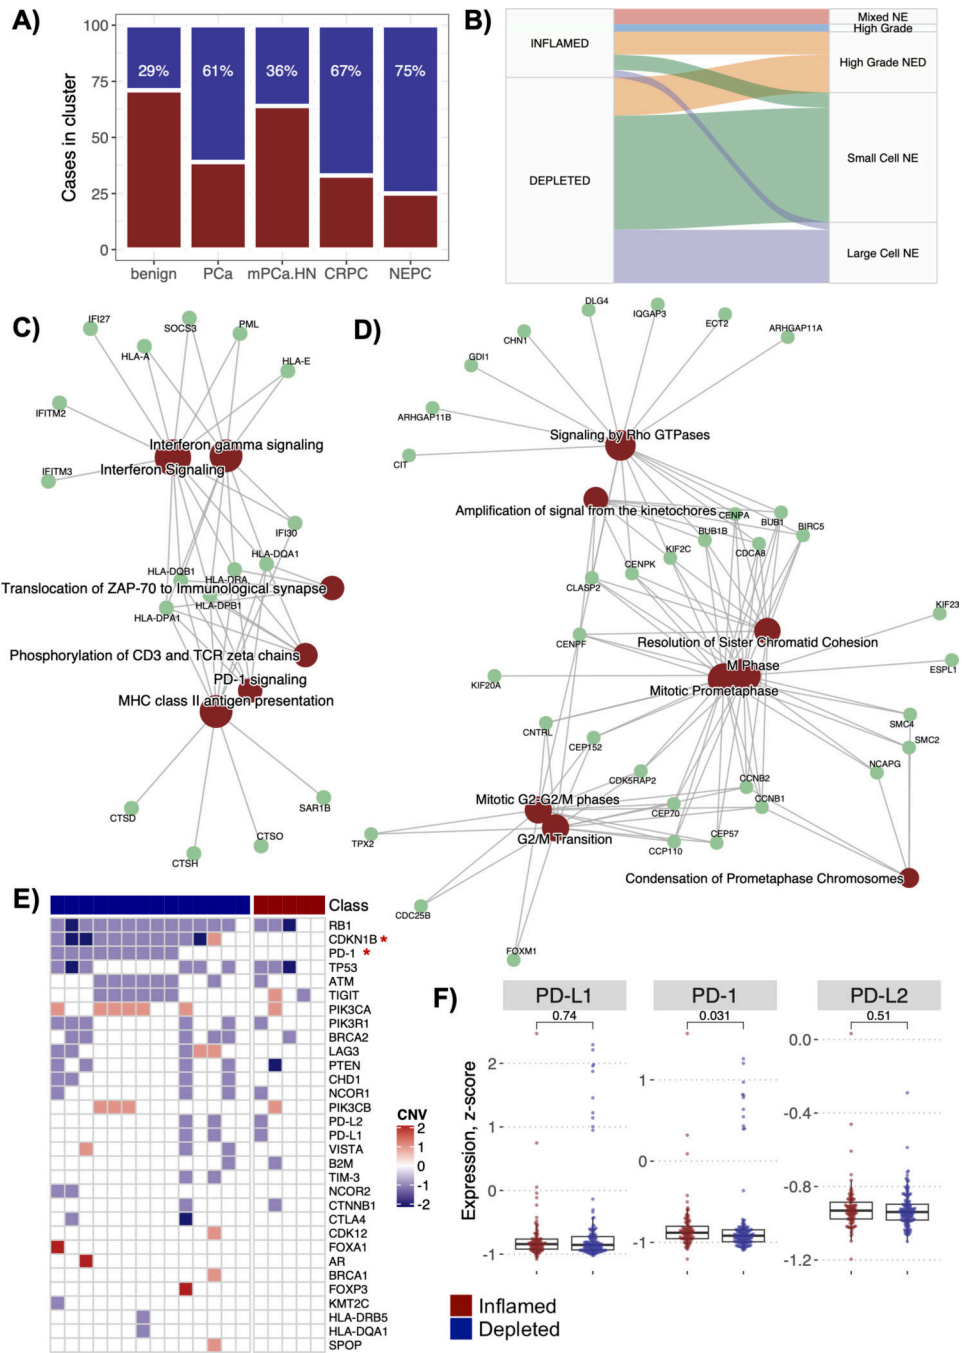 A)
100
75
50
25
0
Cases in cluster
29%
61%
36%
67%
75%
benign
PCa
mPCa.HN
CRPC
NEPC
B)
INFLAMED
DEPLETED
Mixed NE
High Grade
High Grade NED
Small Cell NE
Large Cell NE
C)
IFI27
SOCS3
PML
HLA-A
HLA-E
IFITM2
Interferon gamma signaling
Interferon Signaling
IFITM3
IFI30
HLA-DQA1
HLA-DQB1
HLA-DRA
Translocation of ZAP-70 to Immunological synapse
HLA-DPB1
HLA-DPA1
Phosphorylation of CD3 and TCR zeta chains
PD-1 signaling
MHC class II antigen presentation
CTSD
SAR1B
CTSO
CTSH
D)
DLG4
IQGAP3
ECT2
CHN1
ARHGAP11A
GDI1
ARHGAP11B
Signaling by Rho GTPases
CIT
Amplification of signal from the kinetochores
CENPA
BUB1
BIRC5
BUB1B
CDCA8
KIF2C
CENPK
CLASP2
KIF23
CENPF
Resolution of Sister Chromatid Cohesion
M Phase
ESPL1
KIF20A
Mitotic Prometaphase
SMC4
CNTRL
SMC2
CEP152
NCAPG
CDK5RAP2
CCNB2
Mitotic G2-G2/M phases
CCNB1
CEP70
G2/M Transition
CEP57
TPX2
CCP110
Condensation of Prometaphase Chromosomes
CDC25B
FOXM1
E)
Class
RB1
CDKN1B *
PD-1 *
TP53
ATM
TIGIT
PIK3CA
PIK3R1
BRCA2
LAG3
PTEN
CHD1
NCOR1
PIK3CB
PD-L2
PD-L1
VISTA
B2M
TIM-3
NCOR2
CTNNB1
CTLA4
CDK12
FOXA1
AR
BRCA1
FOXP3
KMT2C
HLA-DRB5
HLA-DQA1
SPOP
CNV
2
1
0
-1
-2
F)
Expression, z-score
PD-L1
0.74
2
1
0
-1
PD-1
0.031
1
0
-1
PD-L2
0.51
0.0
-0.4
-0.8
-1.2
Inflamed
Depleted